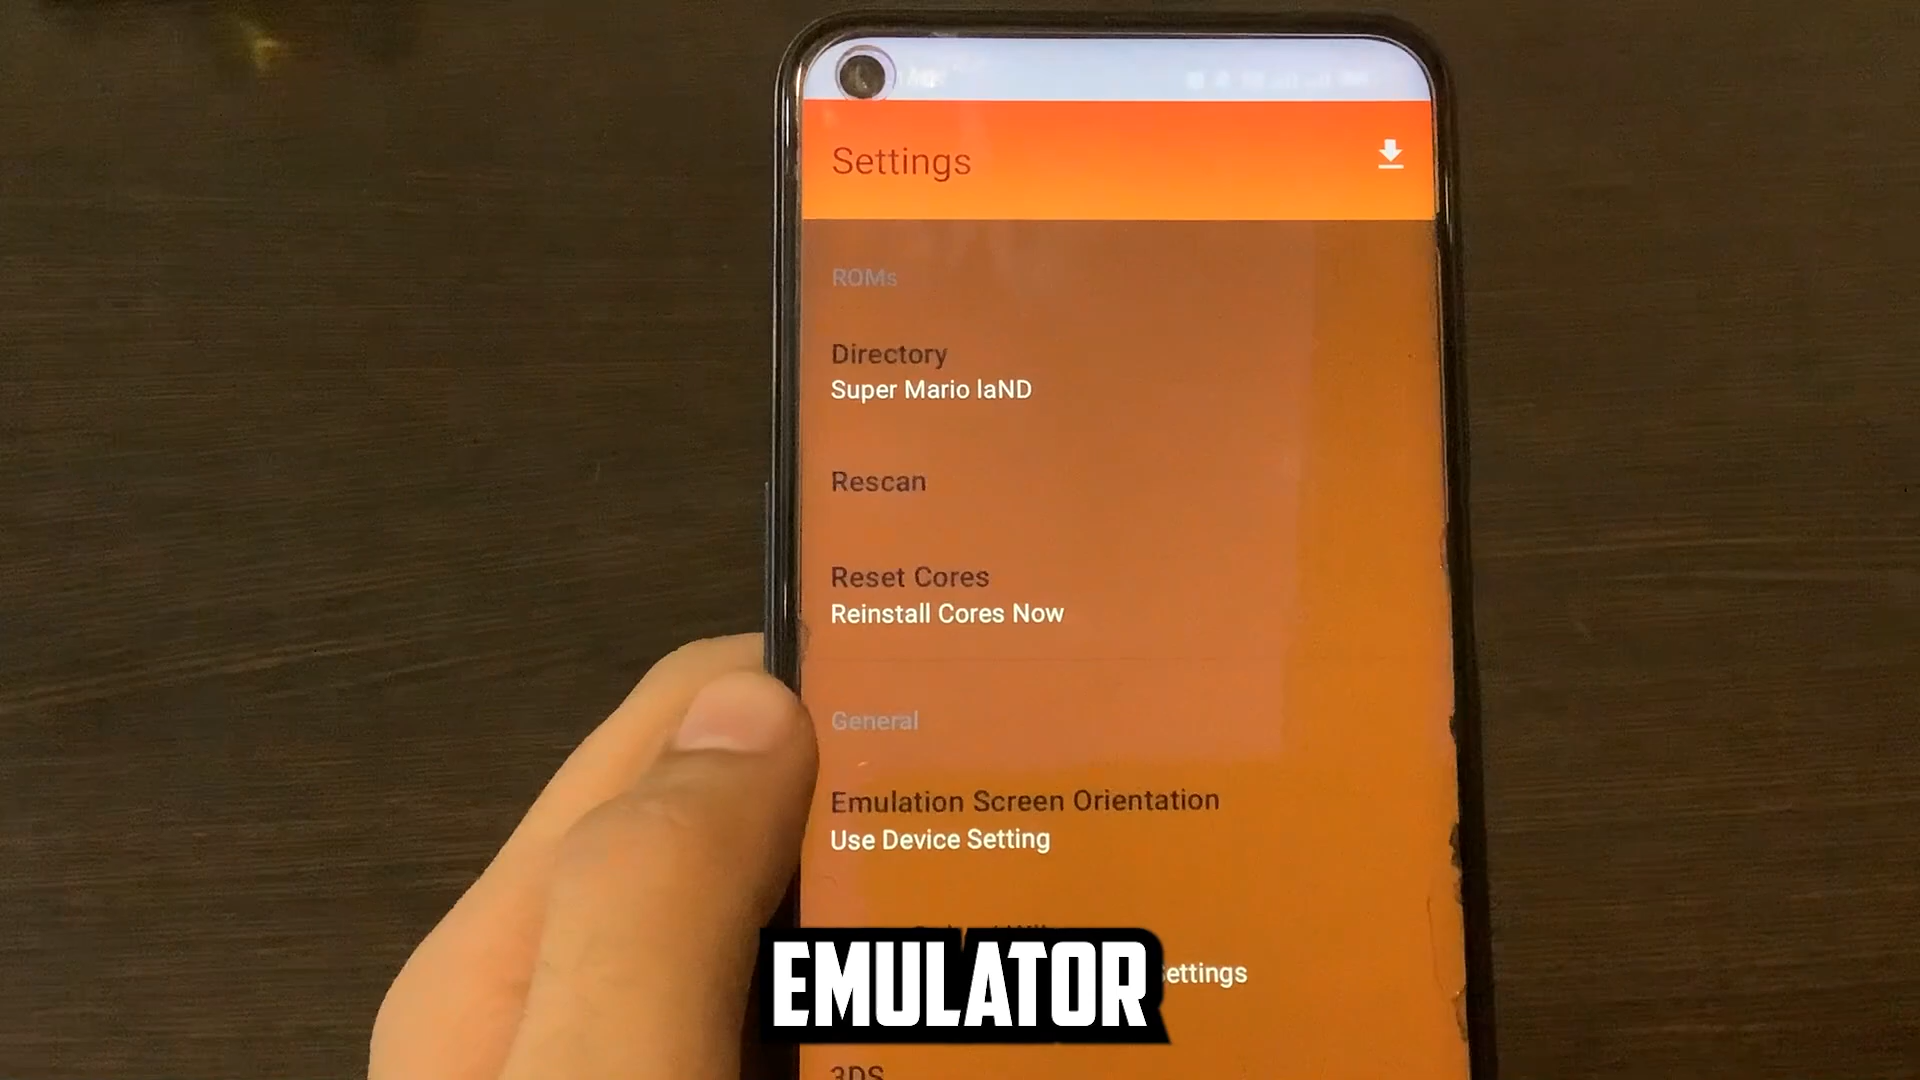 Settings
ROMs
Directory
Super Mario laND
Rescan
Reset Cores
Reinstall Cores Now
General
Emulation Screen Orientation
Use Device Setting
EMULATOR
3DS